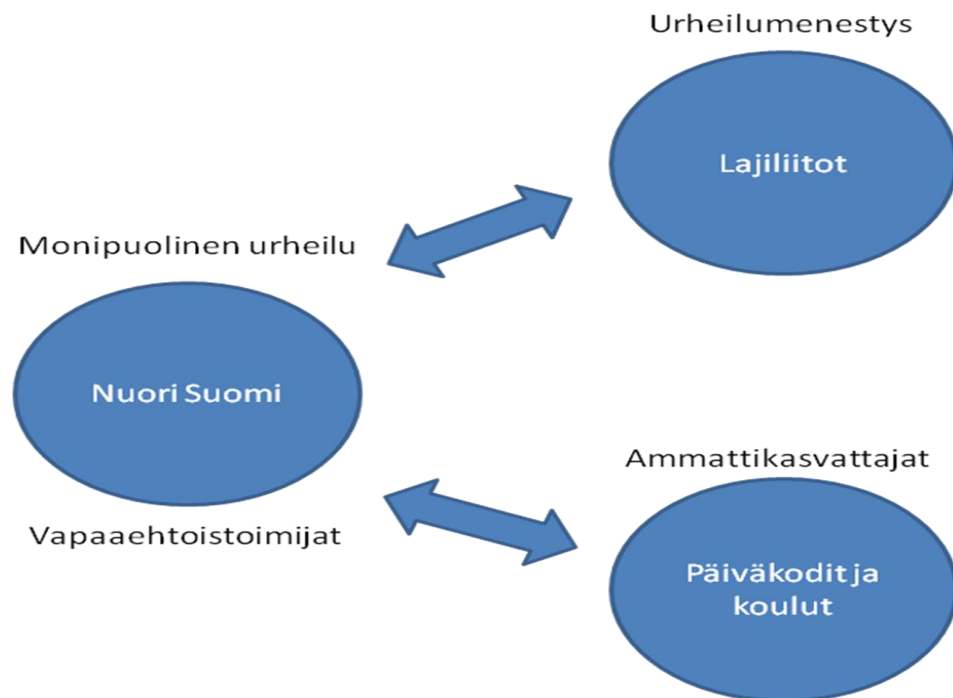 Urheilumenestys
Lajiliitot
Monipuolinen urheilu
Nuori Suomi
Vapaaehtoistoimijat
Ammattikasvattajat
Päiväkodit ja
koulut